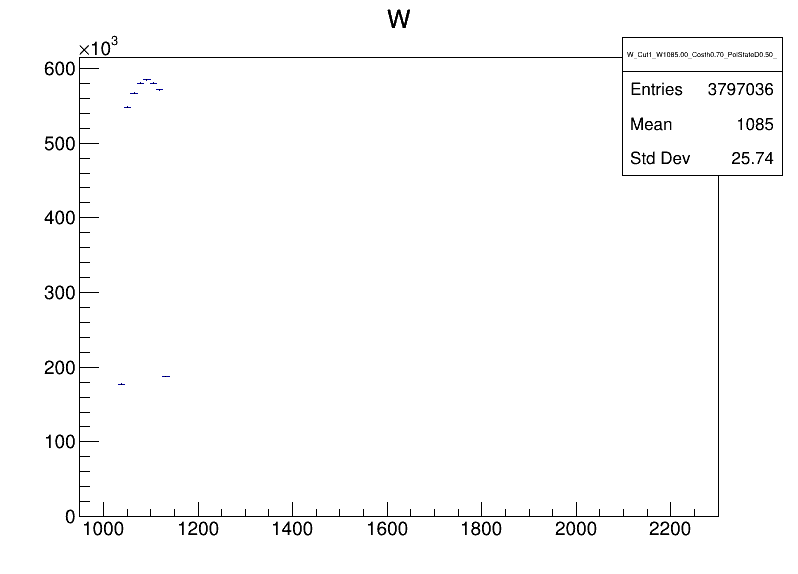 W
×10³
W_Cut1_W1085.00_Costh0.70_PolStateD0.50_
Entries 3797036
Mean 1085
Std Dev 25.74
600
500
400
300
200
100
0
1000 1200 1400 1600 1800 2000 2200